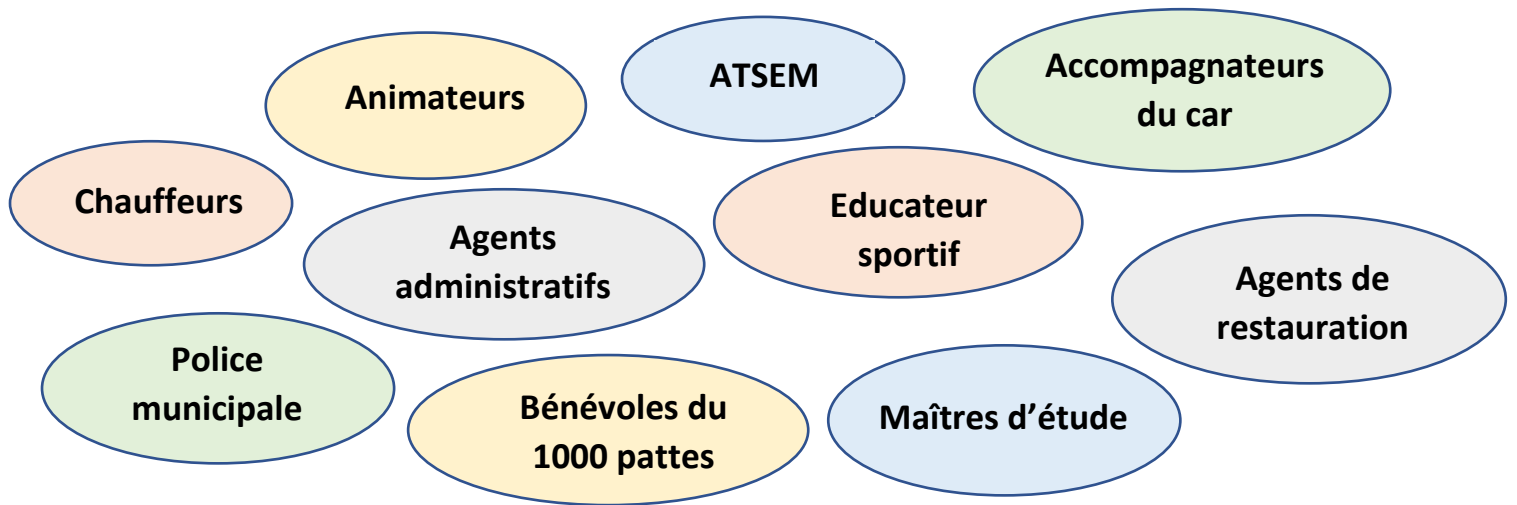 Animateurs
ATSEM
Accompagnateurs
du car
Chauffeurs
Agents
administratifs
Educateur
sportif
Agents de
restauration
Police
municipale
Bénévoles du
1000 pattes
Maîtres d’étude